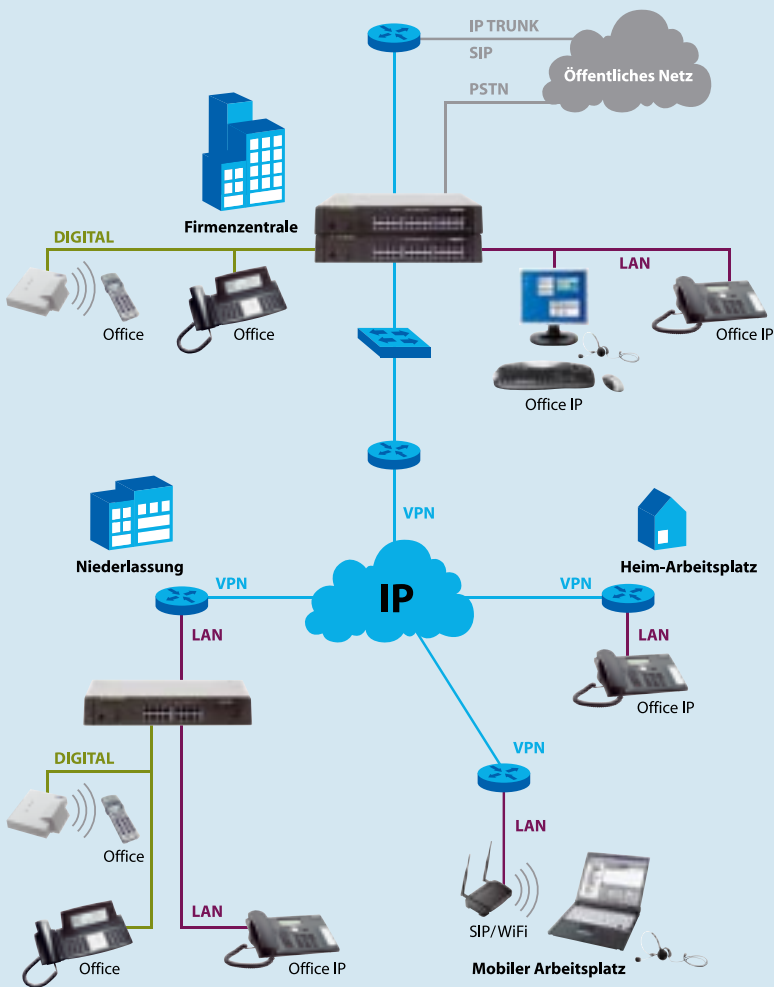 IP TRUNK
SIP
Öffentliches Netz
PSTN
Firmenzentrale
DIGITAL
LAN
Office
Office
Office IP
Office IP
VPN
Niederlassung
Heim-Arbeitsplatz
VPN
IP
VPN
LAN
LAN
Office IP
VPN
DIGITAL
LAN
Office
LAN
SIP/WiFi
Office
Office IP
Mobiler Arbeitsplatz